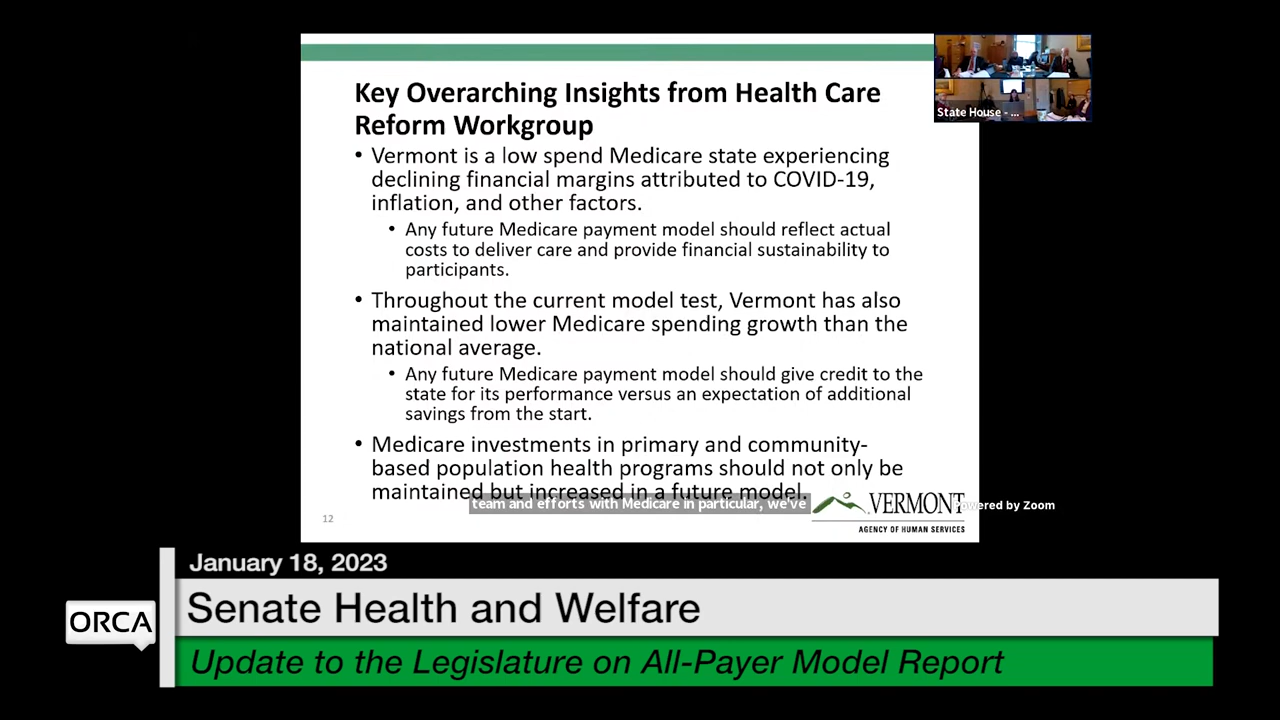 Key Overarching Insights from Health Care
Reform Workgroup
• Vermont is a low spend Medicare state experiencing
declining financial margins attributed to COVID-19,
inflation, and other factors.
• Any future Medicare payment model should reflect actual
costs to deliver care and provide financial sustainability to
participants.
• Throughout the current model test, Vermont has also
maintained lower Medicare spending growth than the
national average.
• Any future Medicare payment model should give credit to the
state for its performance versus an expectation of additional
savings from the start.
• Medicare investments in primary and community-
based population health programs should not only be
maintained but increased in a future model.
team and efforts with Medicare in particular, we've
12
VERMONT
AGENCY OF HUMAN SERVICES
State House - ...
Powered by Zoom
January 18, 2023
ORCA
Senate Health and Welfare
Update to the Legislature on All-Payer Model Report